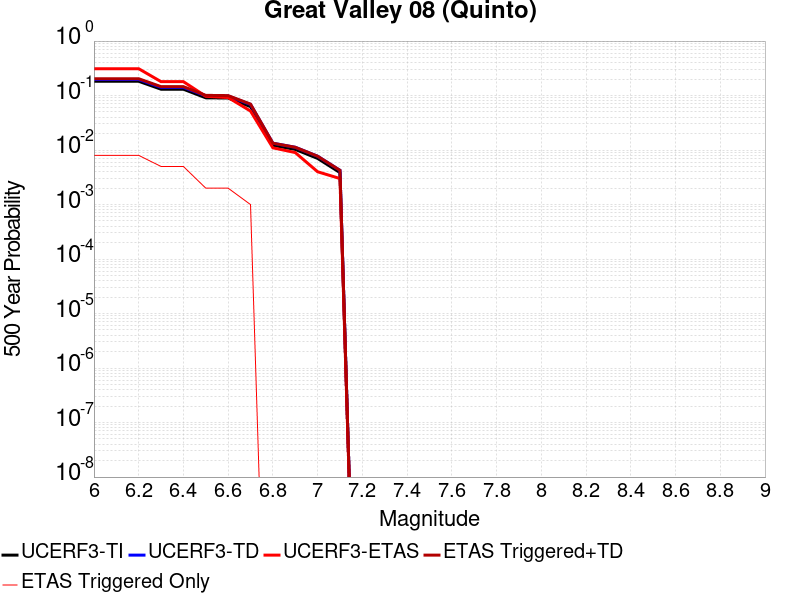 Great Valley 08 (Quinto)
10^0
10^-1
10^-2
10^-3
10^-4
10^-5
10^-6
10^-7
10^-8
500 Year Probability
6 6.2 6.4 6.6 6.8 7 7.2 7.4 7.6 7.8 8 8.2 8.4 8.6 8.8 9
Magnitude
UCERF3-TI UCERF3-TD UCERF3-ETAS ETAS Triggered+TD
ETAS Triggered Only